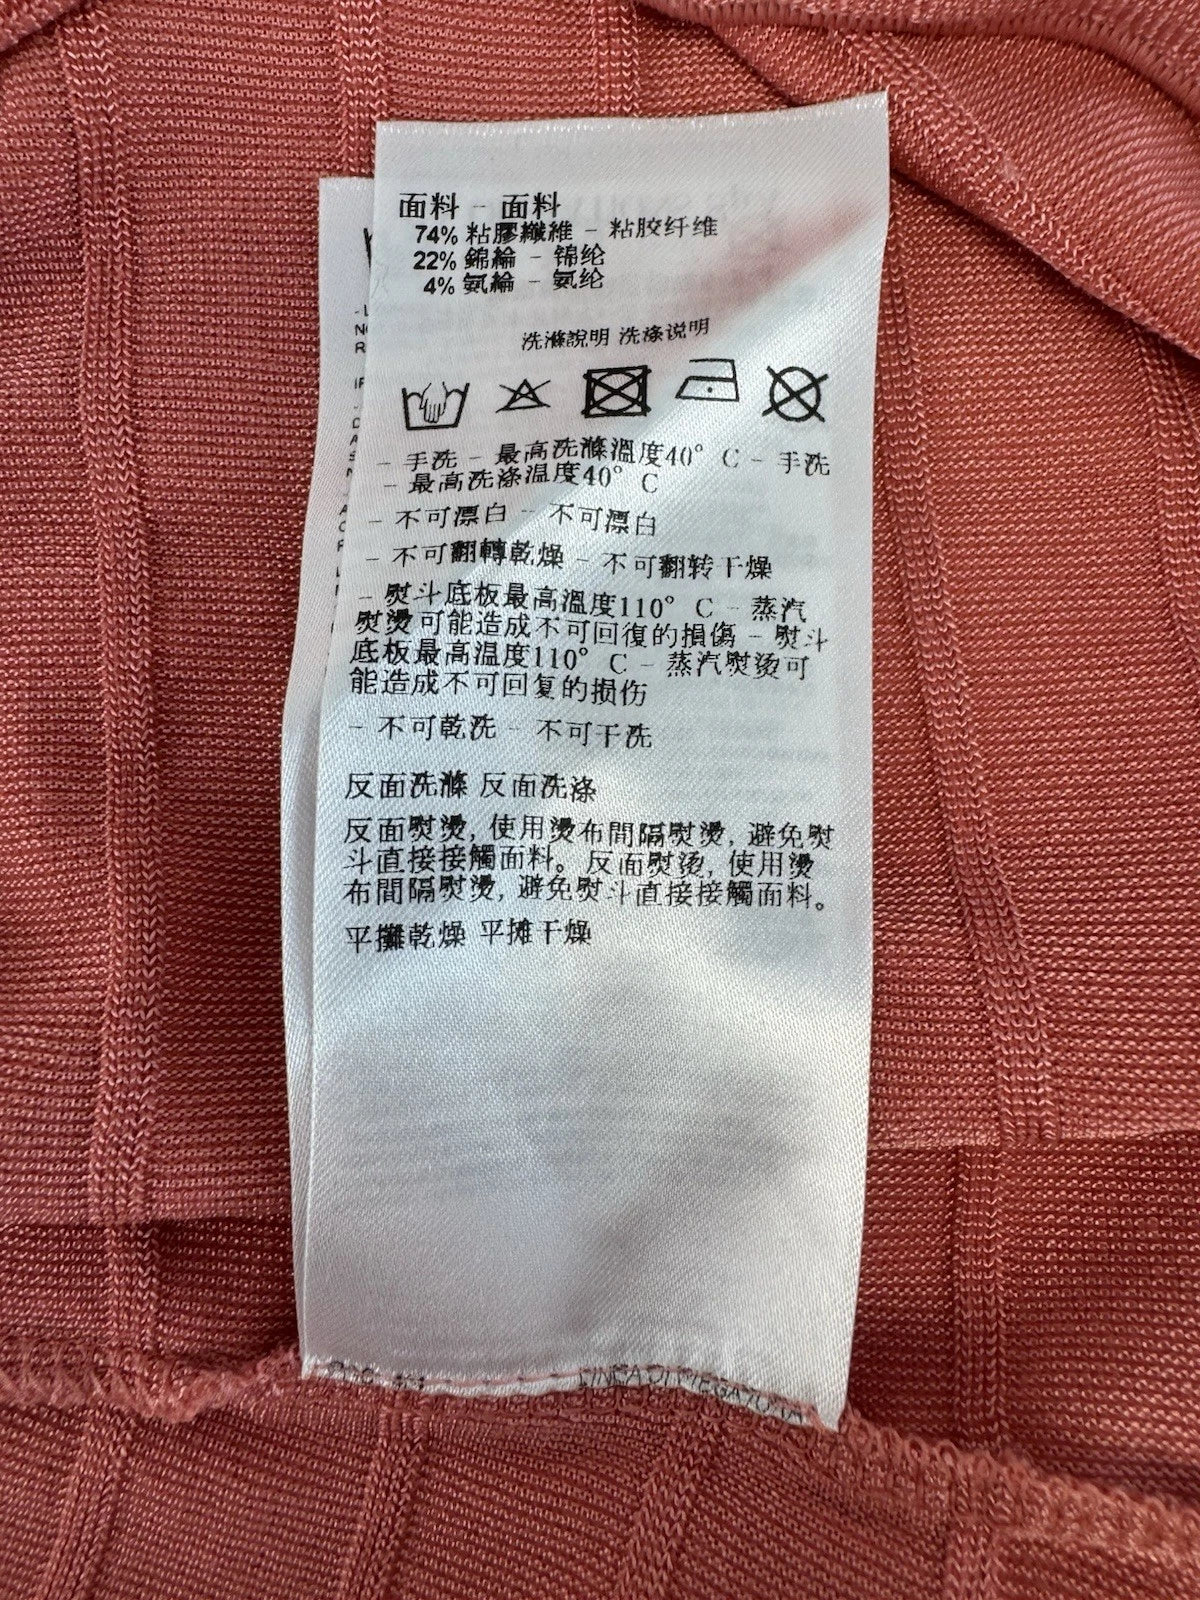 面料 - 面料
74% 粘膠纖維 - 粘胶纤维
22% 錦綸 - 锦纶
4% 氨綸 - 氨纶
洗滌說明 洗涤说明
- 手洗 - 最高洗滌溫度40° C - 手洗
- 最高洗涤温度40° C
- 不可漂白 - 不可漂白
- 不可翻轉乾燥 - 不可翻转干燥
- 熨斗底板最高溫度110° C - 蒸汽
熨燙可能造成不可回復的損傷 - 熨斗
底板最高温度110° C - 蒸汽熨烫可
能造成不可回复的损伤
- 不可乾洗 - 不可干洗
反面洗滌 反面洗涤
反面熨燙, 使用燙布間隔熨燙, 避免熨
斗直接接觸面料。反面熨烫, 使用燙
布間隔熨燙, 避免熨斗直接接觸面料。
平攤乾燥 平摊干燥
LINEA DI PIEGATURA